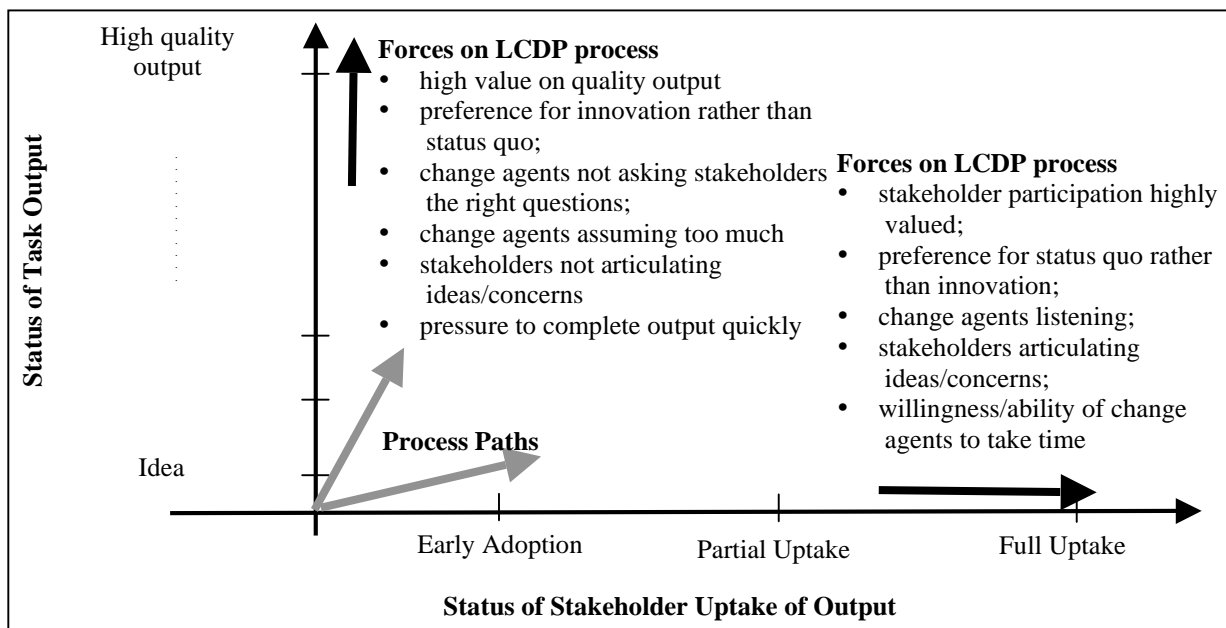 High quality
output
Status of Task Output
Idea
Forces on LCDP process
• high value on quality output
• preference for innovation rather than
status quo;
• change agents not asking stakeholders
the right questions;
• change agents assuming too much
• stakeholders not articulating
ideas/concerns
• pressure to complete output quickly
Forces on LCDP process
• stakeholder participation highly
valued;
• preference for status quo rather
than innovation;
• change agents listening;
• stakeholders articulating
ideas/concerns;
• willingness/ability of change
agents to take time
Process Paths
Early Adoption
Partial Uptake
Full Uptake
Status of Stakeholder Uptake of Output